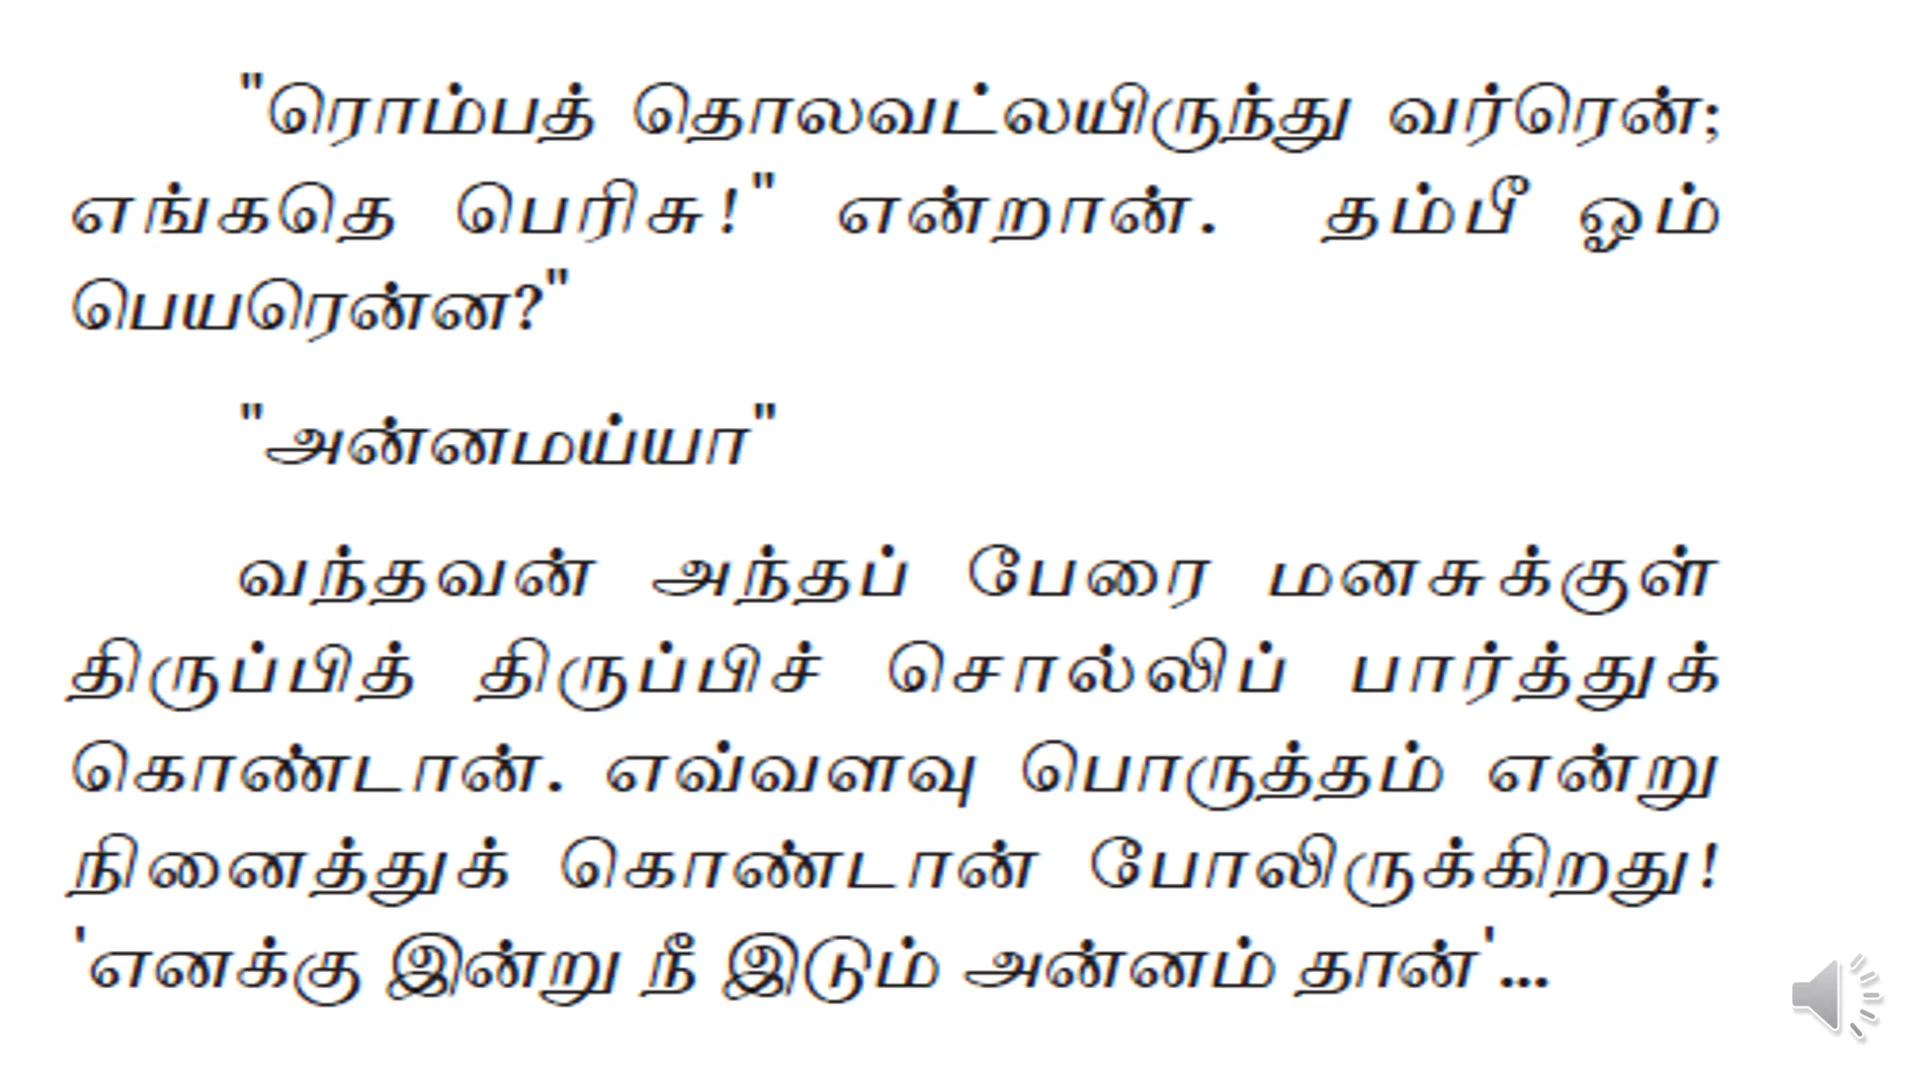 "ரொம்பத் தொலவட்லயிருந்து வர்ரென்;
எங்கதெ பெரிசு!" என்றான். தம்பீ ஓம்
பெயரென்ன?"
"அன்னமய்யா"
வந்தவன் அந்தப் பேரை மனசுக்குள்
திருப்பித் திருப்பிச் சொல்லிப் பார்த்துக்
கொண்டான். எவ்வளவு பொருத்தம் என்று
நினைத்துக் கொண்டான் போலிருக்கிறது!
'எனக்கு இன்று நீ இடும் அன்னம் தான்'...